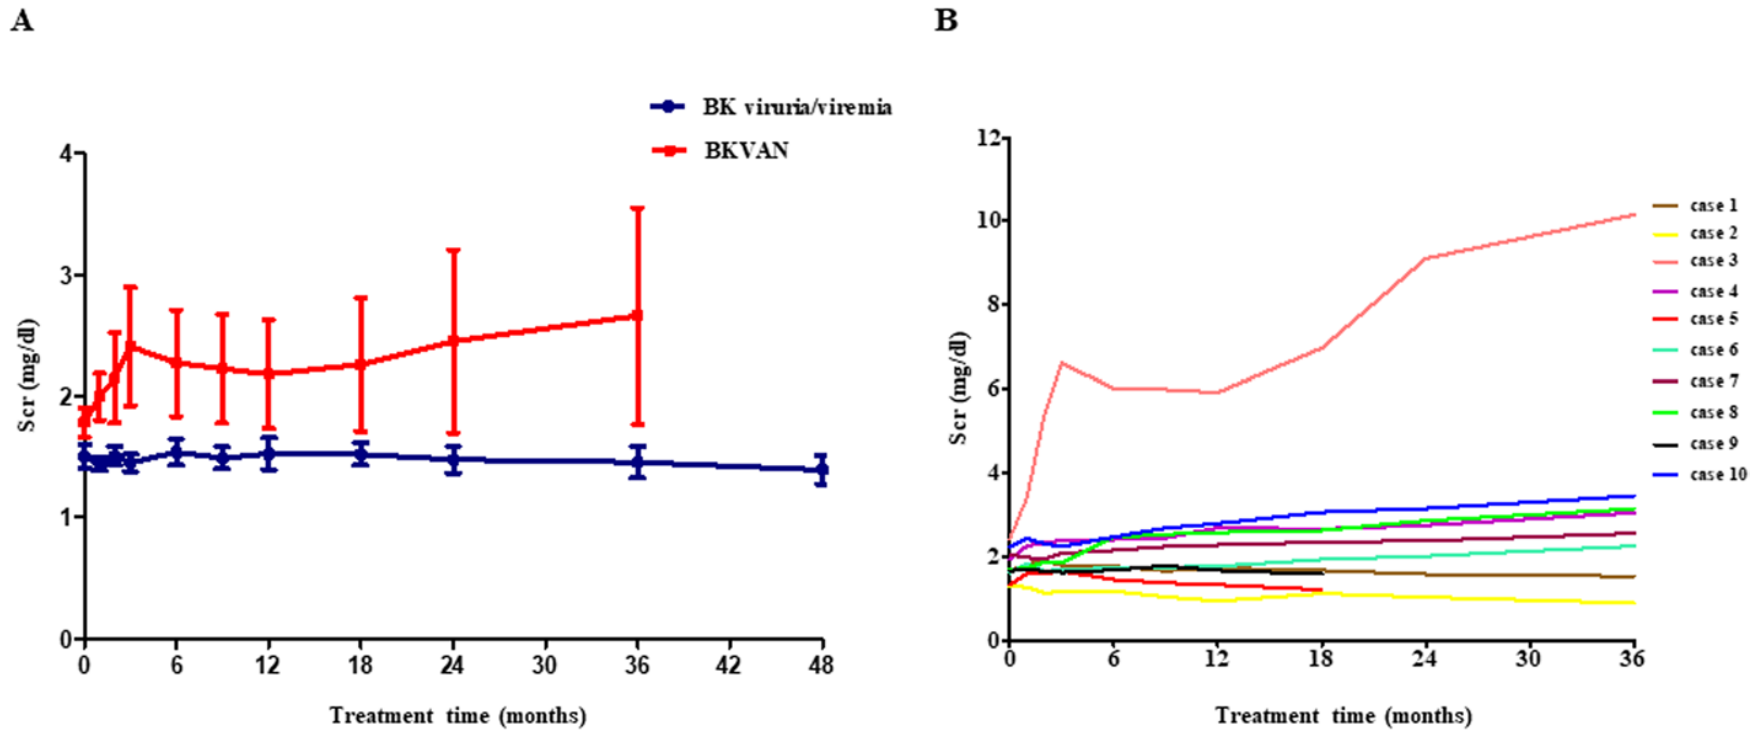 A
BK viruria/viremia
BKVAN
4
3
2
1
0
Scr (mg/dl)
0 6 12 18 24 30 36 42 48
Treatment time (months)
B
12
10
8
6
4
2
0
Scr (mg/dl)
0 6 12 18 24 30 36
Treatment time (months)
case 1
case 2
case 3
case 4
case 5
case 6
case 7
case 8
case 9
case 10